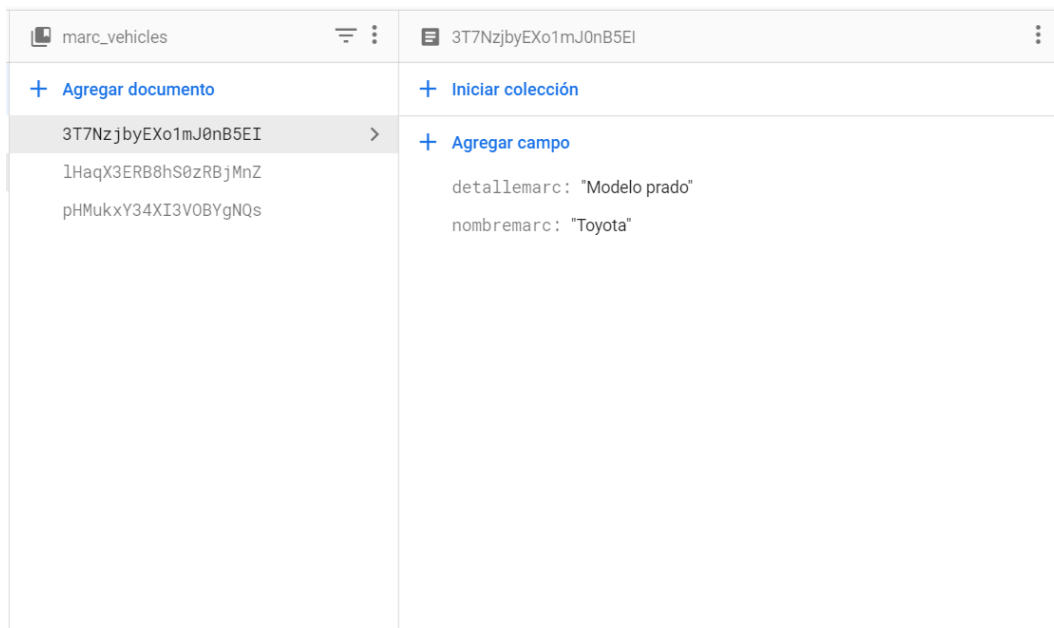 marc_vehicles
Agregar documento
3T7NzjbyEXo1mJ0nB5EI
lHaqX3ERB8hS0zRBjMnZ
pHMukxY34XI3VOBYgNQs
3T7NzjbyEXo1mJ0nB5EI
Iniciar colección
Agregar campo
detallemarc: "Modelo prado"
nombremarc: "Toyota"